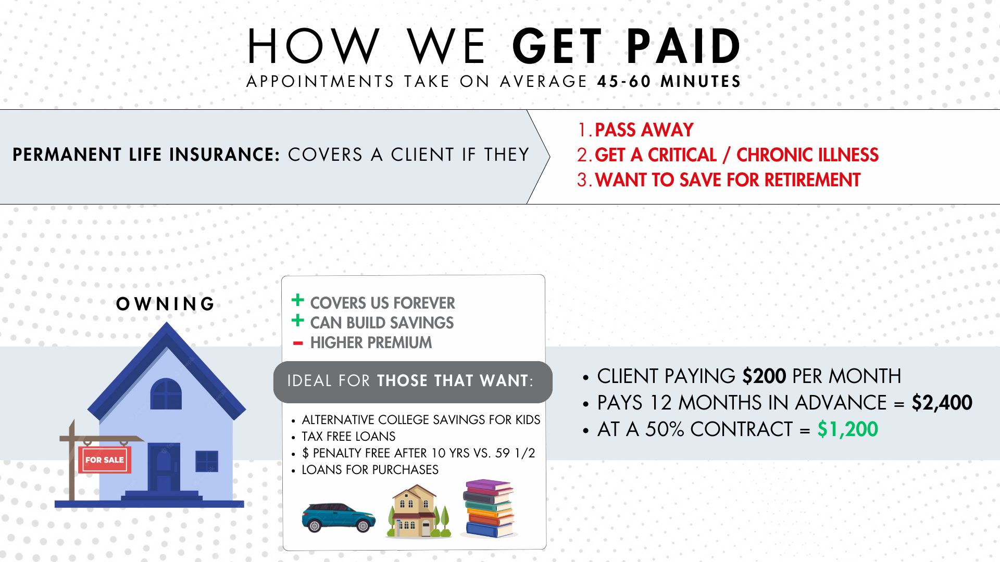 HOW WE GET PAID
APPOINTMENTS TAKE ON AVERAGE 45-60 MINUTES
PERMANENT LIFE INSURANCE: COVERS A CLIENT IF THEY
1. PASS AWAY
2. GET A CRITICAL / CHRONIC ILLNESS
3. WANT TO SAVE FOR RETIREMENT
OWNING
FOR SALE
+ COVERS US FOREVER
+ CAN BUILD SAVINGS
- HIGHER PREMIUM
IDEAL FOR THOSE THAT WANT:
• ALTERNATIVE COLLEGE SAVINGS FOR KIDS
• TAX FREE LOANS
• $ PENALTY FREE AFTER 10 YRS VS. 59 1/2
• LOANS FOR PURCHASES
• CLIENT PAYING $200 PER MONTH
• PAYS 12 MONTHS IN ADVANCE = $2,400
• AT A 50% CONTRACT = $1,200